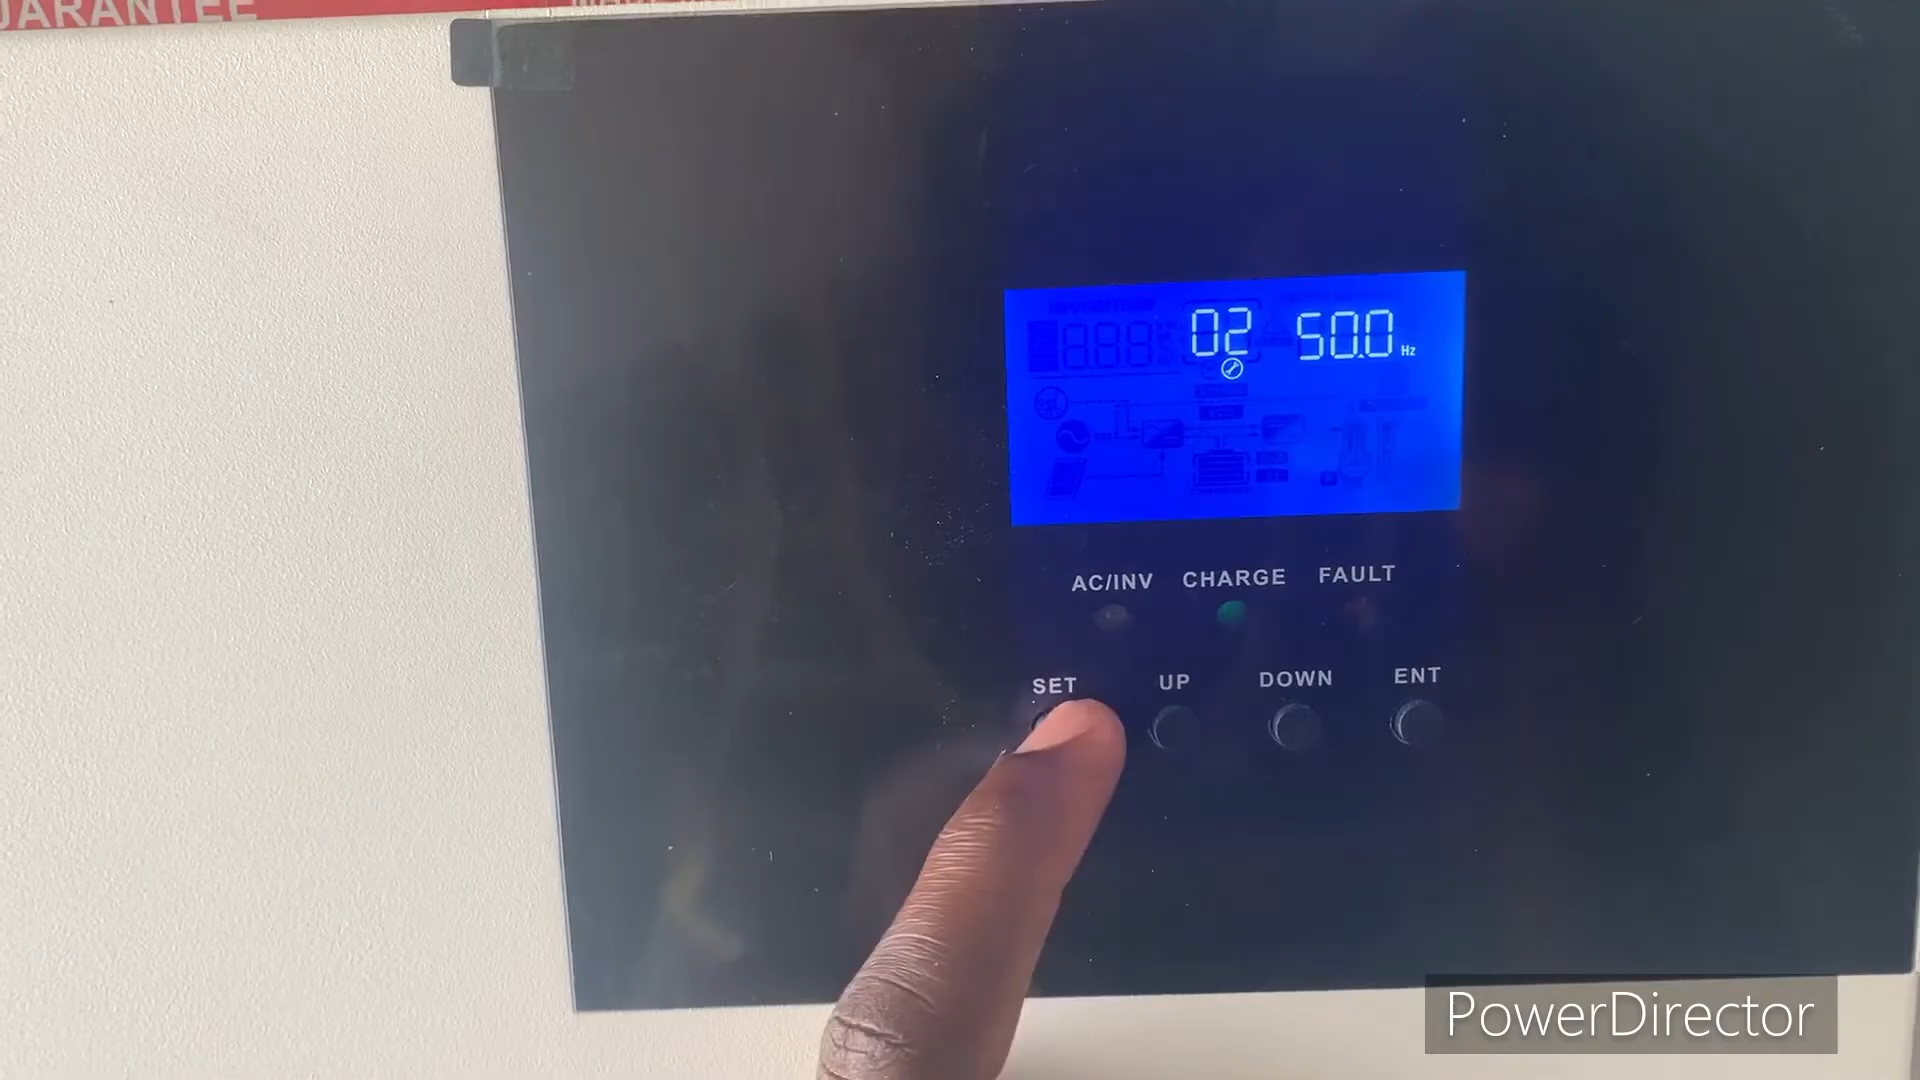 UARANTEE
02 50.0 Hz
AC/INV CHARGE FAULT
SET UP DOWN ENT
PowerDirector